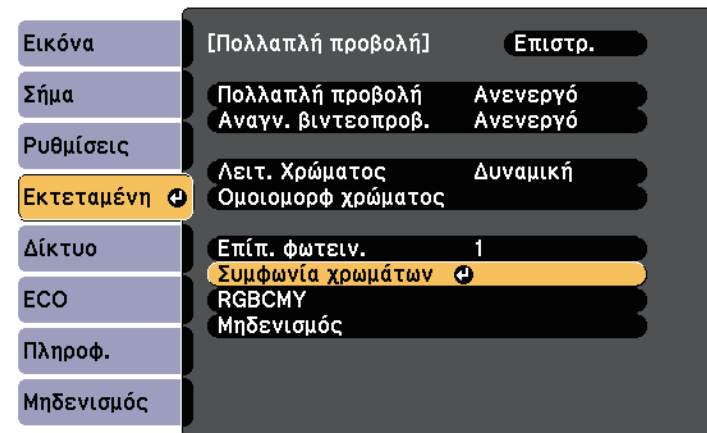 Εικόνα
Σήμα
Ρυθμίσεις
Εκτεταμένη
Δίκτυο
ECO
Πληροφ.
Μηδενισμός
[Πολλαπλή προβολή] Επιστρ.
Πολλαπλή προβολή Ανενεργό
Αναγν. βιντεοπροβ. Ανενεργό
Λειτ. Χρώματος Δυναμική
Ομοιομορφ χρώματος
Επίπ. φωτειν. 1
Συμφωνία χρωμάτων
RGBCMY
Μηδενισμός